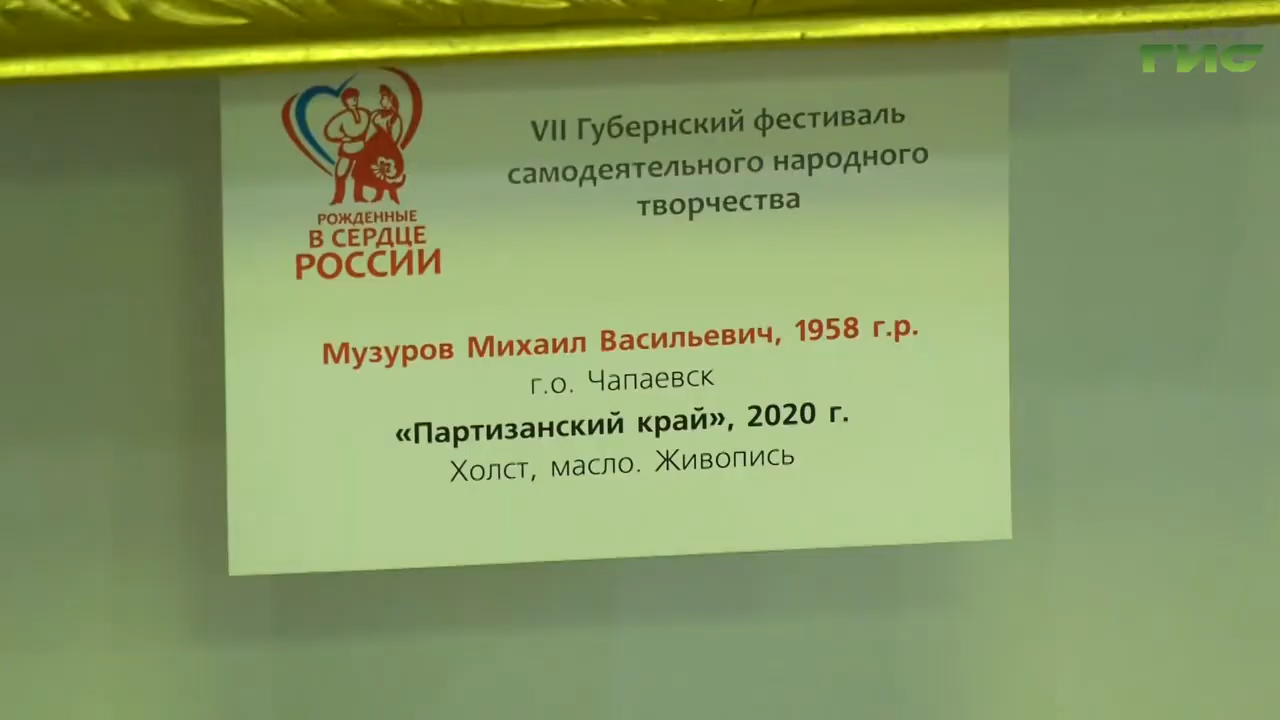 ГИС
VII Губернский фестиваль
самодеятельного народного
творчества
РОЖДЕННЫЕ
В СЕРДЦЕ
РОССИИ
Музуров Михаил Васильевич, 1958 г.р.
г.о. Чапаевск
«Партизанский край», 2020 г.
Холст, масло. Живопись